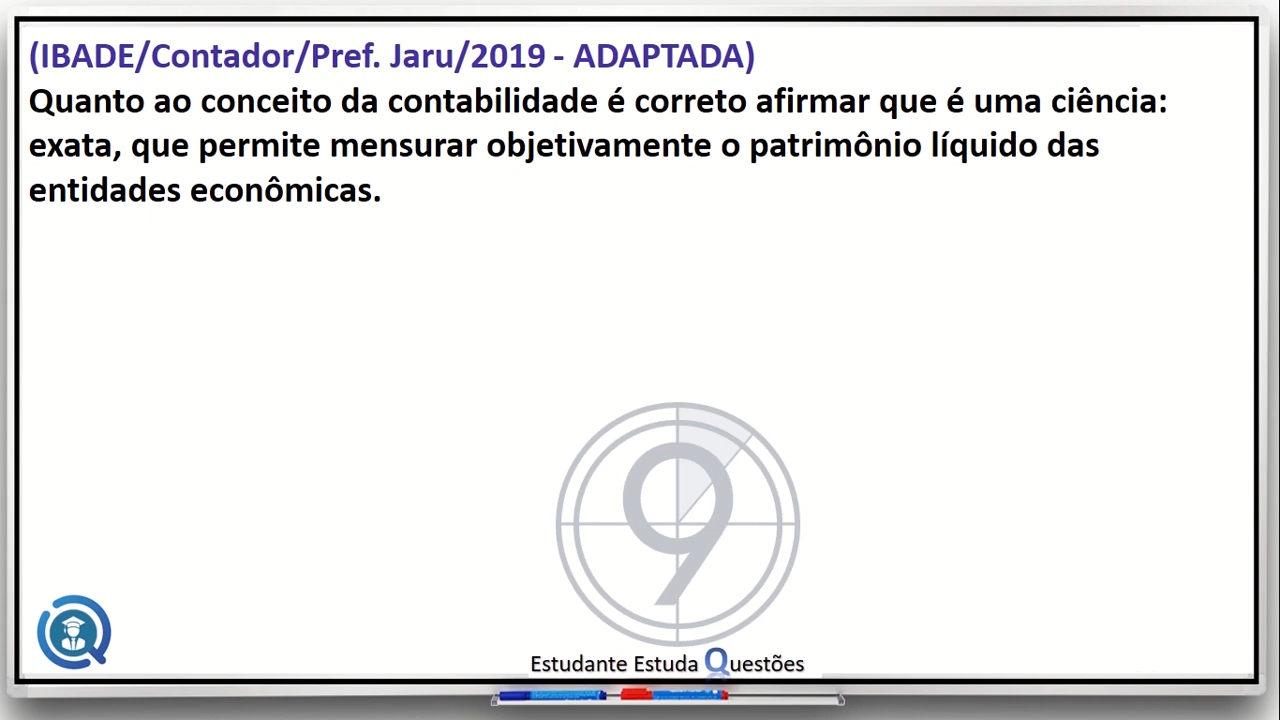 (IBADE/Contador/Pref. Jaru/2019 - ADAPTADA)
Quanto ao conceito da contabilidade é correto afirmar que é uma ciência:
exata, que permite mensurar objetivamente o patrimônio líquido das
entidades econômicas.
9
Estudante Estuda Questões